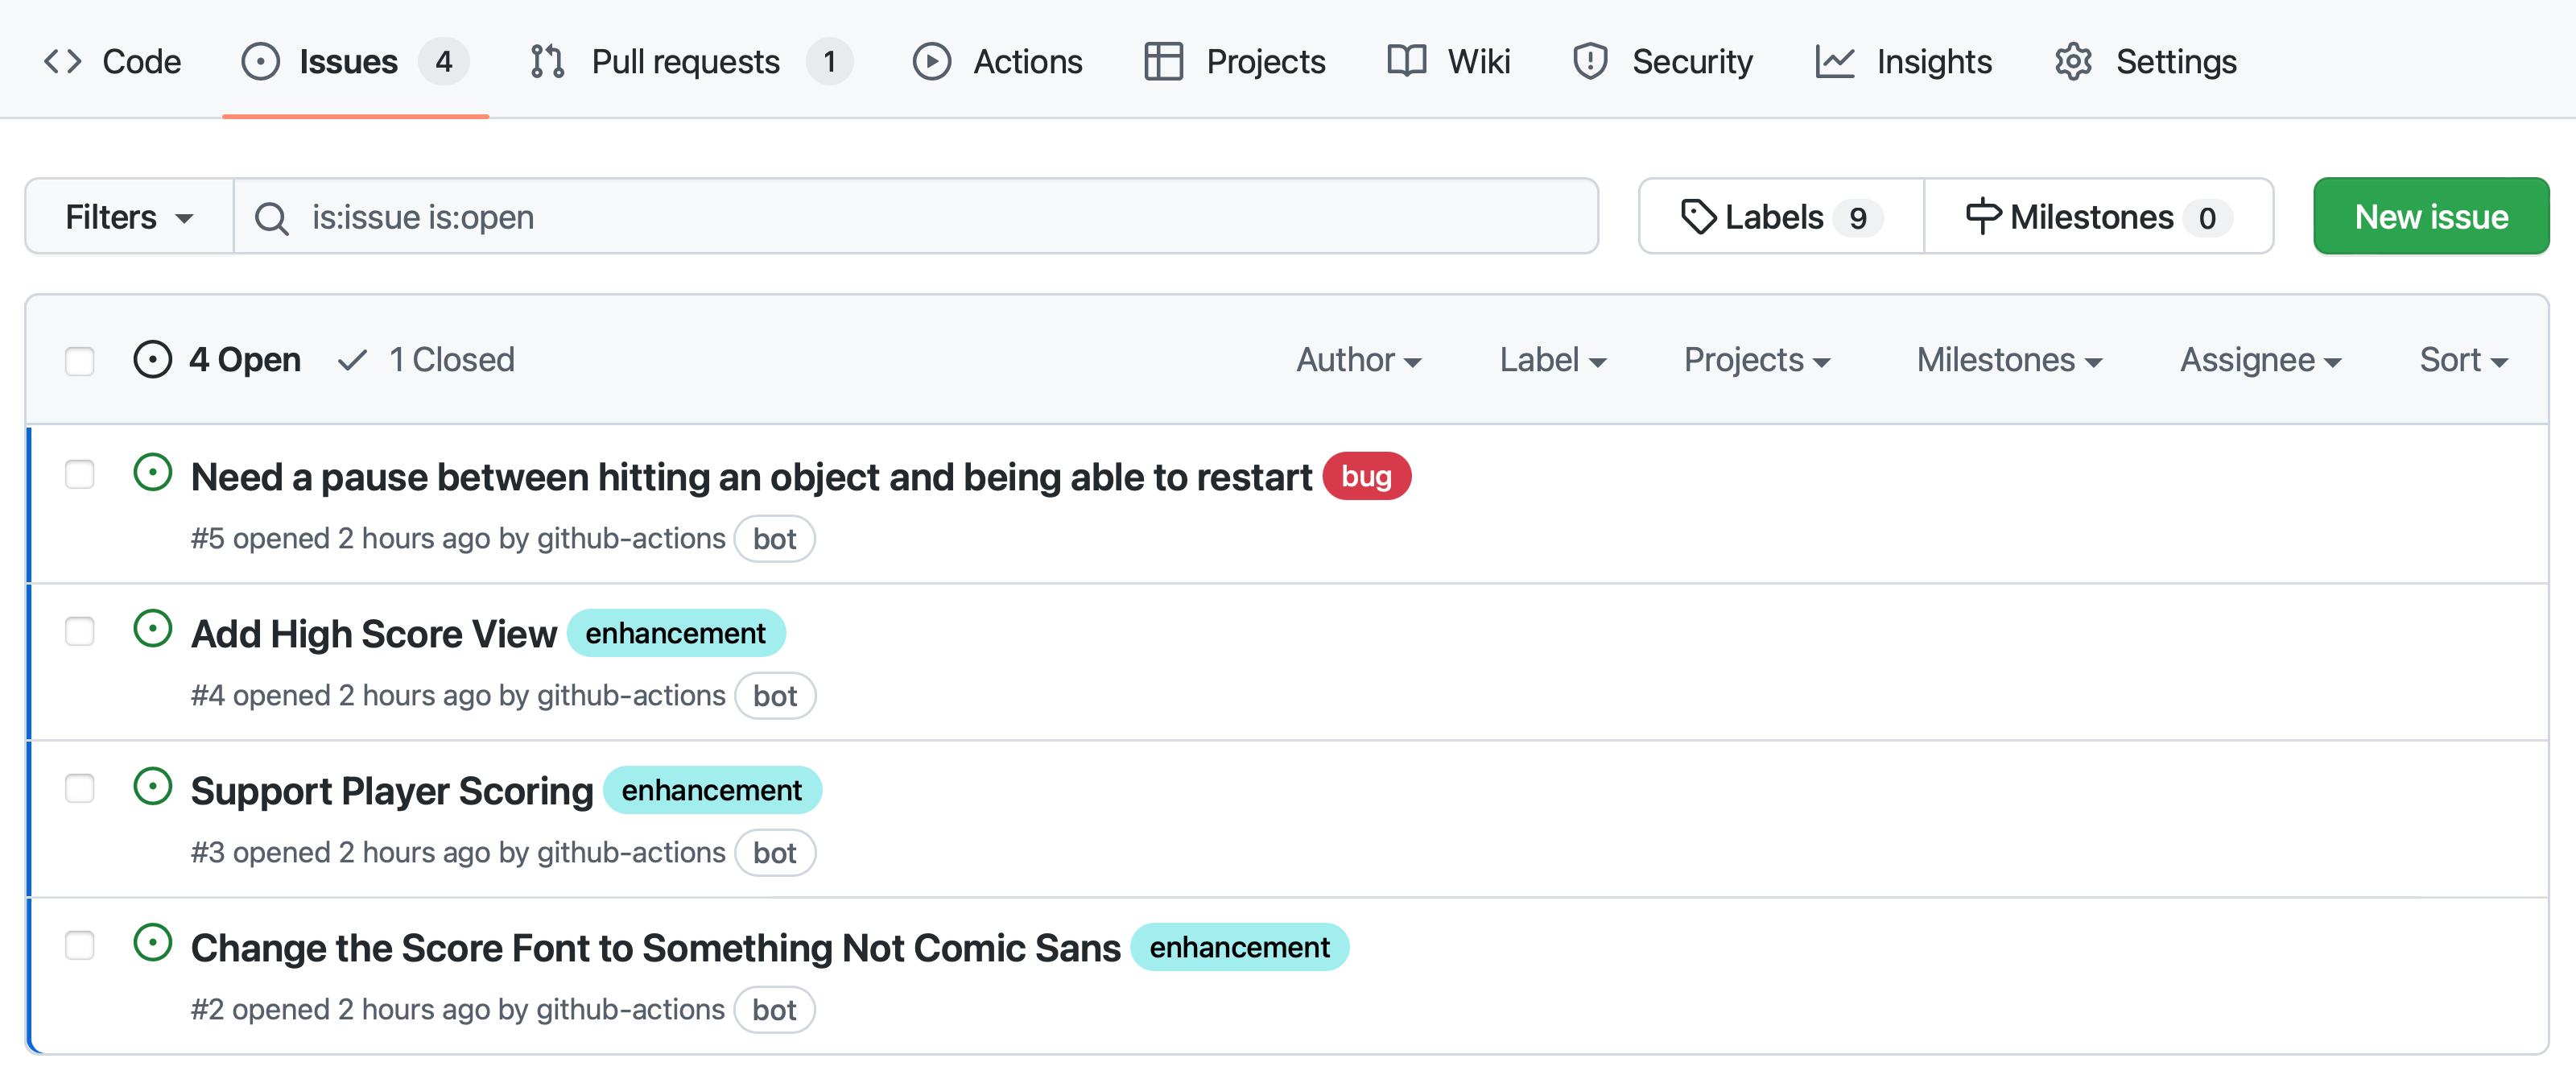 Code Issues 4 Pull requests 1 Actions Projects Wiki Security Insights Settings
Filters is:issue is:open Labels 9 Milestones 0 New issue
4 Open 1 Closed Author Label Projects Milestones Assignee Sort
Need a pause between hitting an object and being able to restart bug
#5 opened 2 hours ago by github-actions bot
Add High Score View enhancement
#4 opened 2 hours ago by github-actions bot
Support Player Scoring enhancement
#3 opened 2 hours ago by github-actions bot
Change the Score Font to Something Not Comic Sans enhancement
#2 opened 2 hours ago by github-actions bot